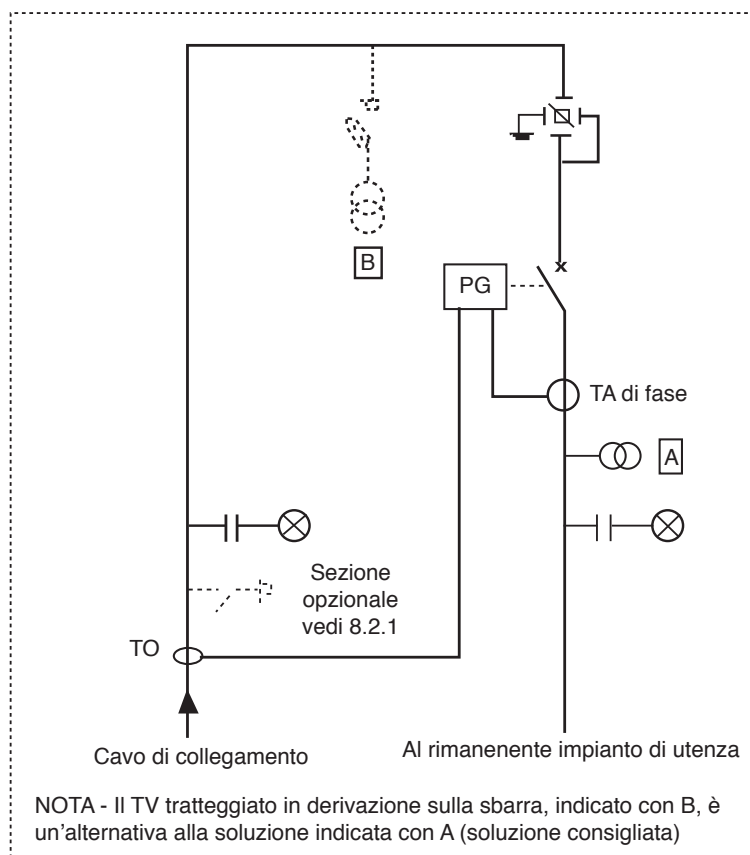 B
PG
TA di fase
A
Sezione
opzionale
vedi 8.2.1
TO
Cavo di collegamento
Al rimanenente impianto di utenza
NOTA - Il TV tratteggiato in derivazione sulla sbarra, indicato con B, è
un'alternativa alla soluzione indicata con A (soluzione consigliata)